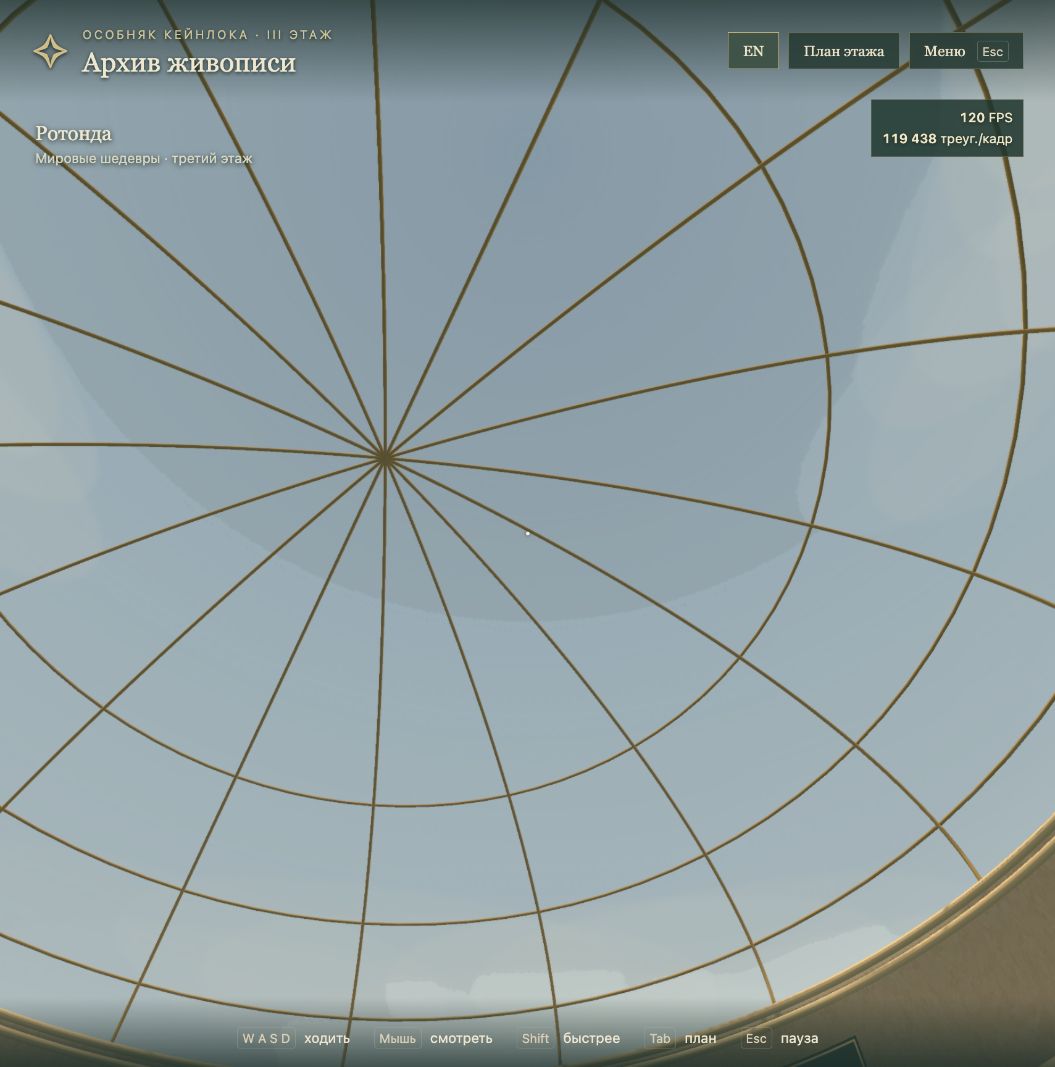 ОСОБНЯК КЕЙНЛОКА · III ЭТАЖ
Архив живописи
EN
План этажа
Меню Esc
120 FPS
119 438 треуг./кадр
Ротонда
Мировые шедевры · третий этаж
W A S D ходить Мышь смотреть Shift быстрее Tab план Esc пауза